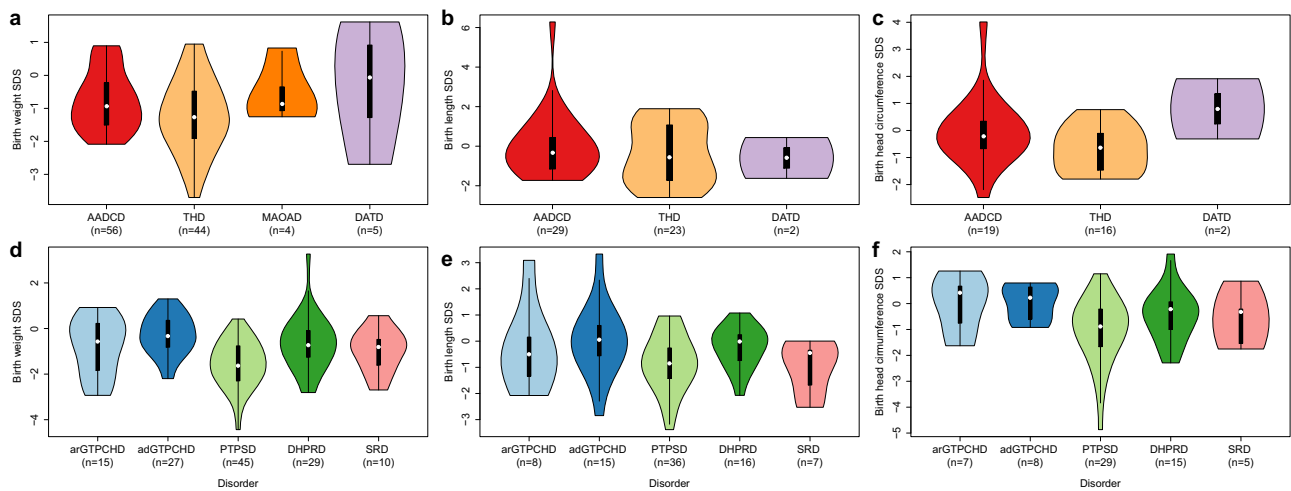 a
Birth weight SDS
1
0
−1
−2
−3
AADCD
(n=56)
THD
(n=44)
MAOAD
(n=4)
DATD
(n=5)
b
Birth length SDS
6
4
2
0
−2
AADCD
(n=29)
THD
(n=23)
DATD
(n=2)
c
Birth head circumference SDS
4
3
2
1
0
−1
−2
AADCD
(n=19)
THD
(n=16)
DATD
(n=2)
d
Birth weight SDS
2
0
−2
−4
arGTPCHD
(n=15)
adGTPCHD
(n=27)
PTPSD
(n=45)
DHPRD
(n=29)
SRD
(n=10)
Disorder
e
Birth length SDS
3
2
1
0
−1
−2
−3
arGTPCHD
(n=8)
adGTPCHD
(n=15)
PTPSD
(n=36)
DHPRD
(n=16)
SRD
(n=7)
Disorder
f
Birth head cirmumference SDS
2
1
0
−1
−2
−3
−4
−5
arGTPCHD
(n=7)
adGTPCHD
(n=8)
PTPSD
(n=29)
DHPRD
(n=15)
SRD
(n=5)
Disorder